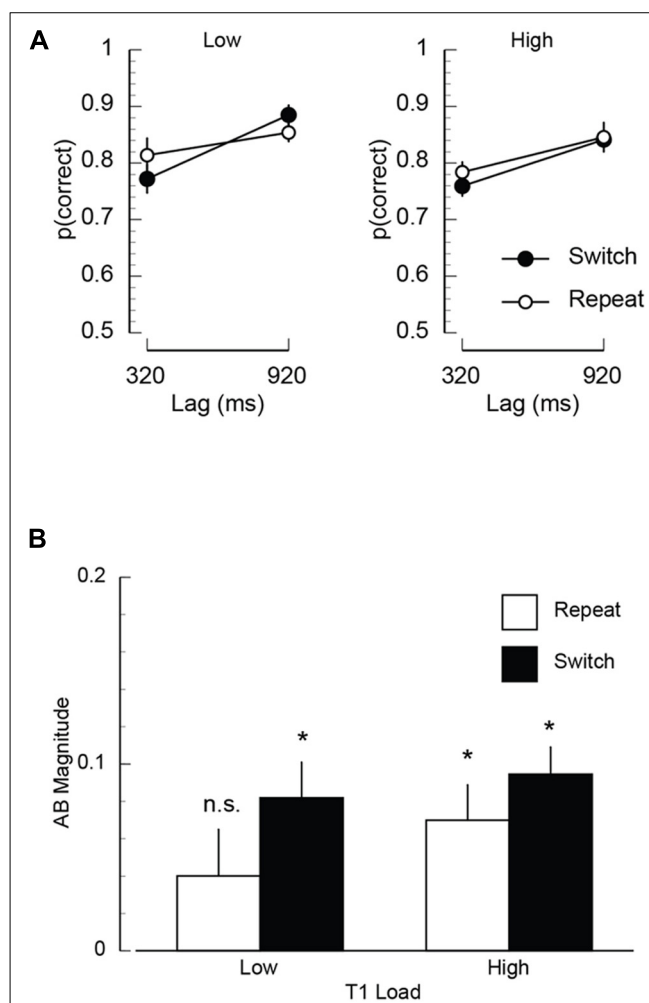 A
Low
High
1
0.9
0.8
0.7
0.6
0.5
p(correct)
320
920
Lag (ms)
1
0.9
0.8
0.7
0.6
0.5
p(correct)
Switch
Repeat
320
920
Lag (ms)
B
0.2
0.1
0
AB Magnitude
Repeat
Switch
n.s.
*
*
*
Low
High
T1 Load